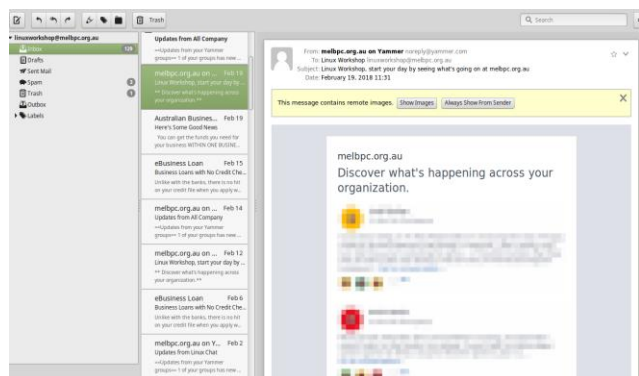 Trash
Search
linuxworkshop@melbpc.org.au
Inbox
Drafts
Sent Mail
Spam
Trash
Outbox
Labels
Updates from All Company
==Updates from your Yammer
groups== 1 of your groups has new ...
melbpc.org.au on ... Feb 19
Linux Workshop, start your day by ...
** Discover what's happening across
your organization.**
Australian Busines... Feb 19
Here's Some Good News
You can get the funds you need for
your business WITHIN ONE BUSINE...
eBusiness Loan Feb 15
Business Loans with No Credit Che...
Unlike with the banks, there is no hit
on your credit file when you apply w...
melbpc.org.au on ... Feb 14
Updates from All Company
==Updates from your Yammer
groups== 1 of your groups has new ...
melbpc.org.au on ... Feb 12
Linux Workshop, start your day by ...
** Discover what's happening across
your organization.**
eBusiness Loan Feb 6
Business Loans with No Credit Che...
Unlike with the banks, there is no hit
on your credit file when you apply w...
melbpc.org.au on Y... Feb 2
Updates from Linux Chat
==Updates from your Yammer
groups== 1 of your groups has new ...
From: melbpc.org.au on Yammer noreply@yammer.com
To: Linux Workshop
Subject: Linux Workshop, start your day by seeing what's going on at melbpc.org.au
Date: February 19, 2018 11:31
This message contains remote images. Show Images Always Show From Sender
melbpc.org.au
Discover what's happening across your
organization.